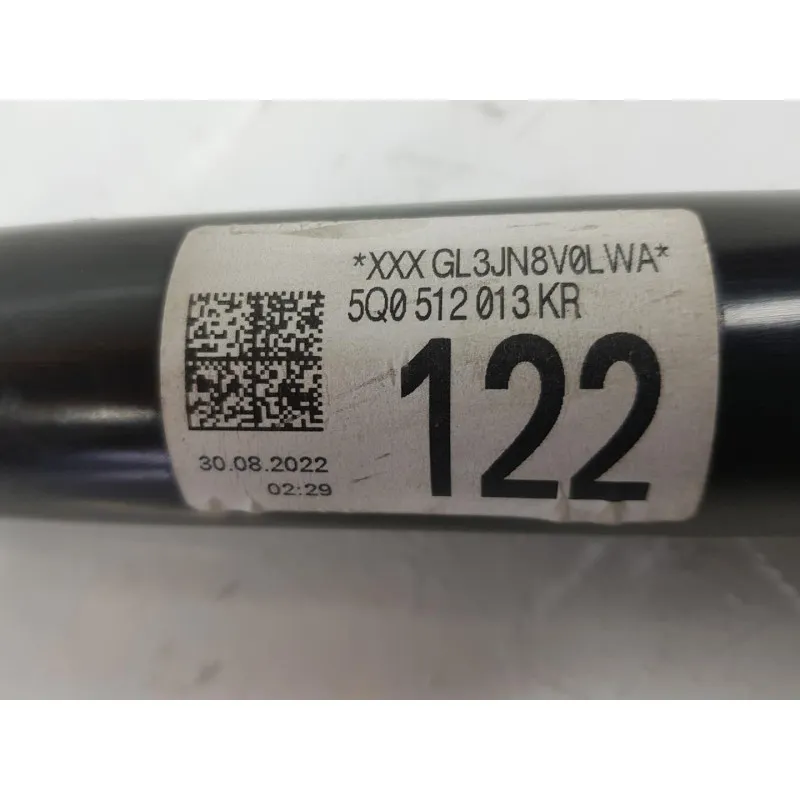 *XXX GL3JN8V0LWA*
5Q0 512 013 KR
122
30.08.2022
02:29